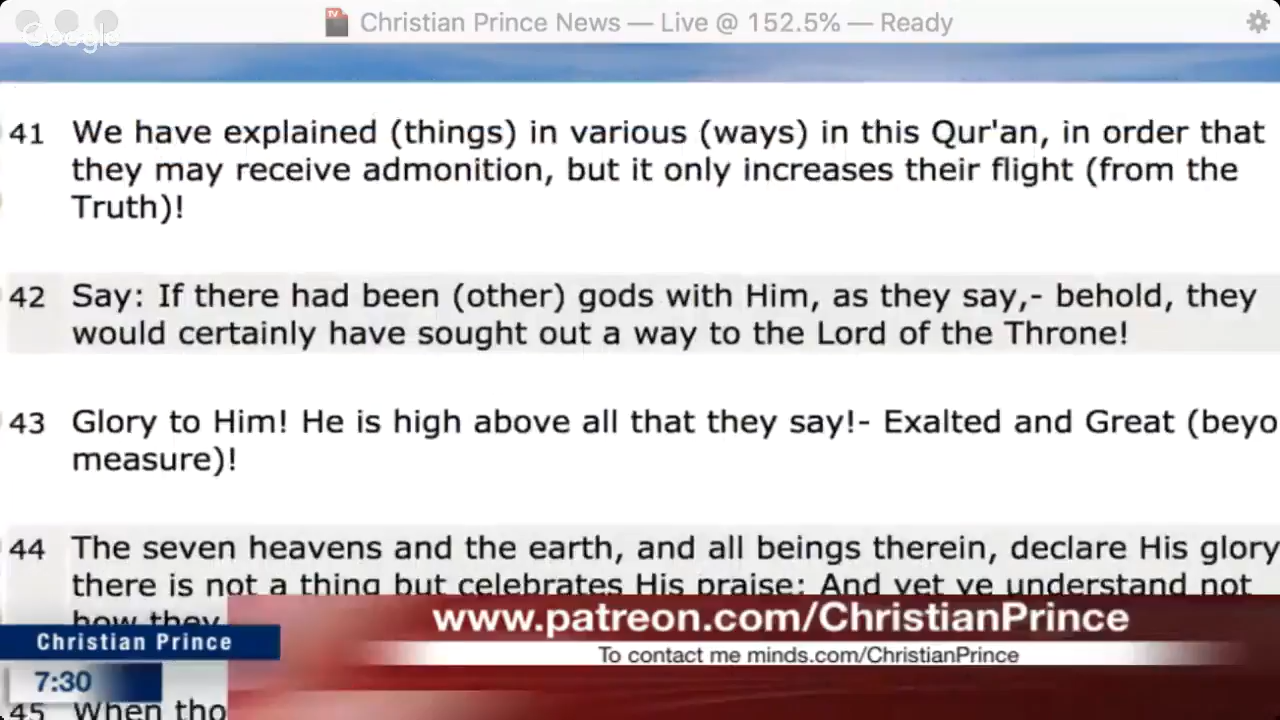 Christian Prince News — Live @ 152.5% — Ready
Google
41 We have explained (things) in various (ways) in this Qur'an, in order that
they may receive admonition, but it only increases their flight (from the
Truth)!
42 Say: If there had been (other) gods with Him, as they say,- behold, they
would certainly have sought out a way to the Lord of the Throne!
43 Glory to Him! He is high above all that they say!- Exalted and Great (beyo
measure)!
44 The seven heavens and the earth, and all beings therein, declare His glory
there is not a thing but celebrates His praise; And yet ye understand not
how they
www.patreon.com/ChristianPrince
Christian Prince
To contact me minds.com/ChristianPrince
7:30
45 When tho